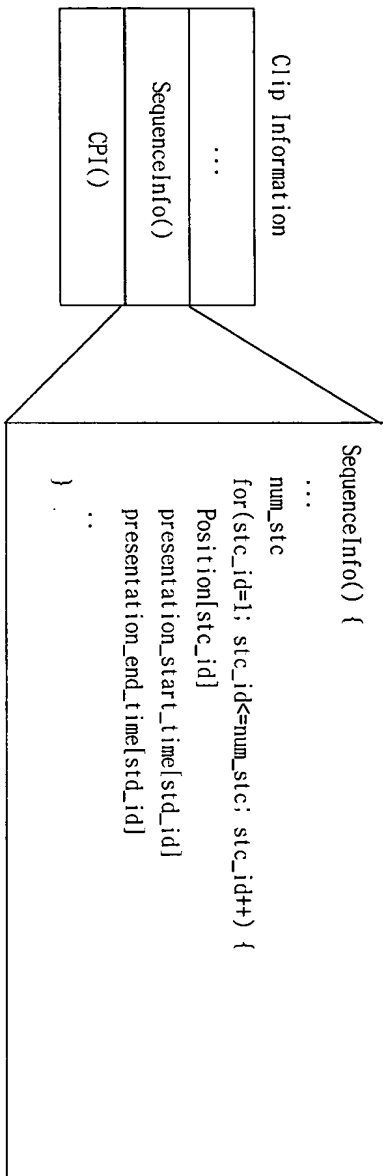 Clip Information
...
SequenceInfo()
CPI()
SequenceInfo() {
...
num_stc
for(stc_id=1; stc_id<=num_stc; stc_id++) {
Position[stc_id]
presentation_start_time[std_id]
presentation_end_time[std_id]
..
}